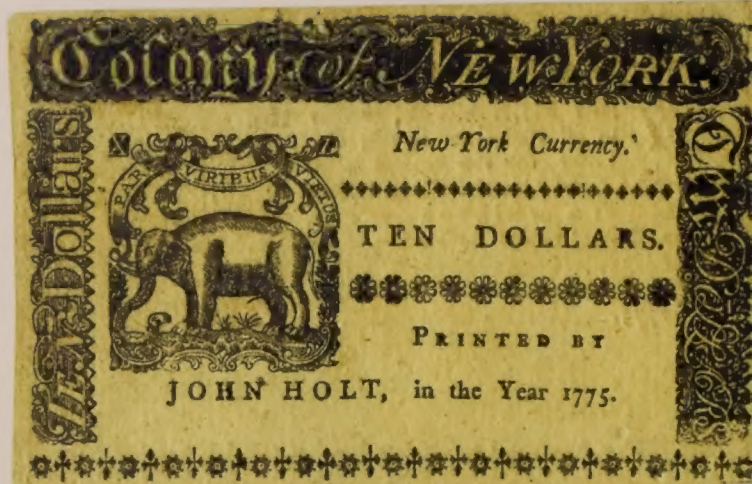 Colony of NEW YORK.
Ten Dollars
X X
PAR VIRIBUS VIRTUS
New-York Currency.
TEN DOLLARS.
PRINTED BY
JOHN HOLT, in the Year 1775.